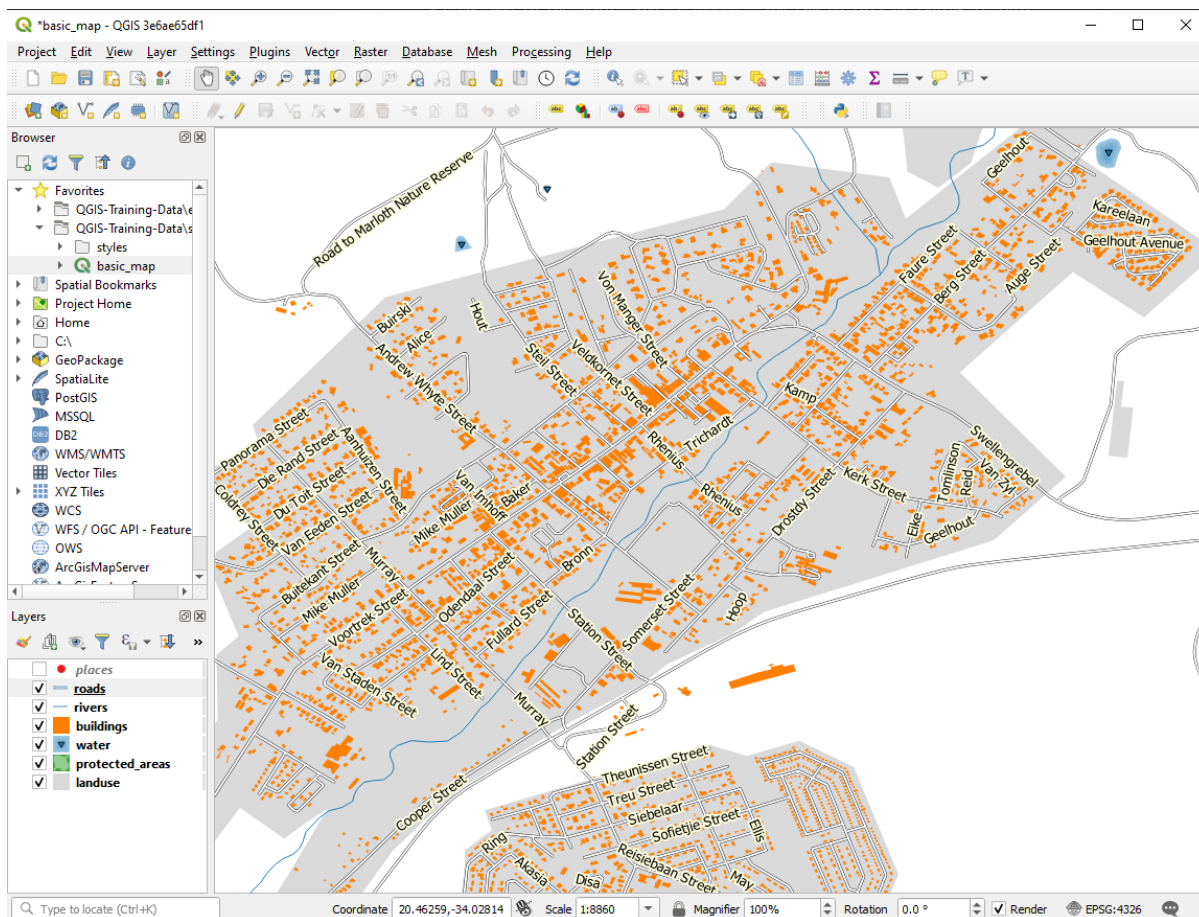 *basic_map - QGIS 3e6ae65df1
Project Edit View Layer Settings Plugins Vector Raster Database Mesh Processing Help
Browser
Favorites
QGIS-Training-Data\e
QGIS-Training-Data\s
styles
basic_map
Spatial Bookmarks
Project Home
Home
C:\
GeoPackage
SpatiaLite
PostGIS
MSSQL
DB2
WMS/WMTS
Vector Tiles
XYZ Tiles
WCS
WFS / OGC API - Feature
OWS
ArcGisMapServer
Layers
places
roads
rivers
buildings
water
protected_areas
landuse
Road to Marloth Nature Reserve
Geelhout
Kareelaan
Geelhout Avenue
Faure Street
Berg Street
Auge Street
Von Manger Street
Buirski
Alice
Hout
Andrew Whyte Street
Steil Street
Veldkornet Street
Kamp
Trichardt
Rhenius
Panorama Street
Die Rand Street
Aanhuizen Street
Du-Toit Street
Coldrey Street
Van Eeden Street
Van Imhoff
Baker
Mike Muller
Rhenius
Drostdy Street
Kerk Street
Swellengrebel
Tomlinson
Reid
Van Zyl
Eike
Geelhout
Buitekant Street
Murray
Mike Muller
Voortrek Street
Odendaal Street
Bronn
Fullard Street
Station Street
Somerset Street
Hoop
Lind Street
Van Staden Street
Murray
Station Street
Cooper Street
Theunissen Street
Treu Street
Siebelaar
Sofietjie Street
Ellis
Ring
Reisiebaan Street
Akasia
Disa
May
Type to locate (Ctrl+K)
Coordinate 20.46259,-34.02814 Scale 1:8860 Magnifier 100% Rotation 0.0 ° Render EPSG:4326